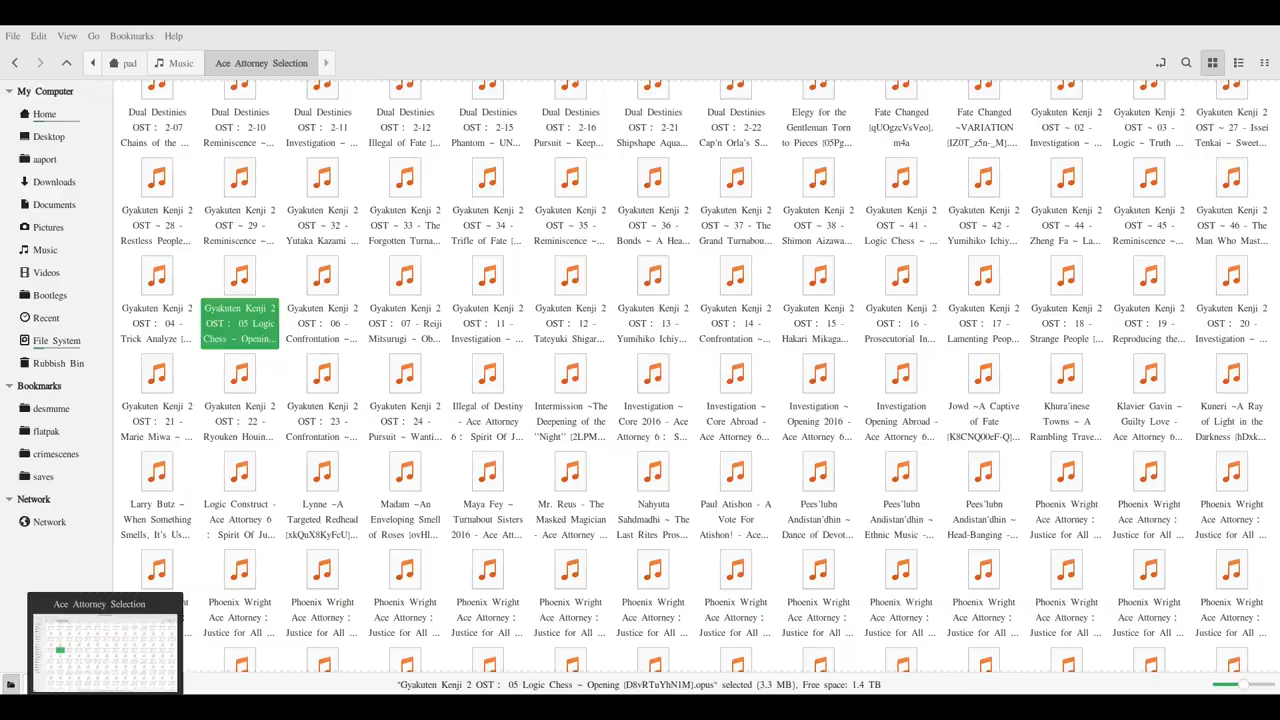 File Edit View Go Bookmarks Help
pad Music Ace Attorney Selection
My Computer
Home
Desktop
aaport
Downloads
Documents
Pictures
Music
Videos
Bootlegs
Recent
File System
Rubbish Bin
Bookmarks
desmume
flatpak
crimescenes
saves
Network
Network
Dual Destinies Dual Destinies Dual Destinies Dual Destinies Dual Destinies Dual Destinies Dual Destinies Dual Destinies Elegy for the Fate Changed Fate Changed Gyakuten Kenji 2 Gyakuten Kenji 2 Gyakuten Kenji 2
OST： 2-07 OST： 2-10 OST： 2-11 OST： 2-12 OST： 2-15 OST： 2-16 OST： 2-21 OST： 2-22 Gentleman Torn ~VARIATION OST ~ 02 - OST ~ 03 - OST ~ 27 - Issei
Chains of the ... Reminiscence ~... Investigation ~... Illegal of Fate [... Phantom ~ UN... Pursuit ~ Keep... Shipshape Aqua... Cap'n Orla's S... to Pieces [05Pg... m4a [IZ0T_z5n-_M].... Investigation ~ ... Logic ~ Truth ... Tenkai ~ Sweet...
Gyakuten Kenji 2 Gyakuten Kenji 2 Gyakuten Kenji 2 Gyakuten Kenji 2 Gyakuten Kenji 2 Gyakuten Kenji 2 Gyakuten Kenji 2 Gyakuten Kenji 2 Gyakuten Kenji 2 Gyakuten Kenji 2 Gyakuten Kenji 2 Gyakuten Kenji 2 Gyakuten Kenji 2 Gyakuten Kenji 2
OST ~ 28 - OST ~ 29 - OST ~ 32 - OST ~ 33 - The OST ~ 34 - OST ~ 35 - OST ~ 36 - OST ~ 37 - The OST ~ 38 - OST ~ 41 - OST ~ 42 - OST ~ 44 - OST ~ 45 - OST ~ 46 - The
Restless People... Reminiscence ~... Yutaka Kazami ... Forgotten Turna... Trifle of Fate [... Reminiscence ~... Bonds ~ A Hea... Grand Turnabou... Shimon Aizawa... Logic Chess ~ ... Yumihiko Ichiy... Zheng Fa ~ La... Reminiscence ~... Man Who Mast...
Gyakuten Kenji 2 Gyakuten Kenji 2 Gyakuten Kenji 2 Gyakuten Kenji 2 Gyakuten Kenji 2 Gyakuten Kenji 2 Gyakuten Kenji 2 Gyakuten Kenji 2 Gyakuten Kenji 2 Gyakuten Kenji 2 Gyakuten Kenji 2 Gyakuten Kenji 2 Gyakuten Kenji 2 Gyakuten Kenji 2
OST： 04 - OST： 05 Logic OST： 06 - OST： 07 - Reiji OST： 11 - OST： 12 - OST： 13 - OST： 14 - OST： 15 - OST： 16 - OST： 17 - OST： 18 - OST： 19 - OST： 20 -
Trick Analyze [... Chess ~ Openin... Confrontation ~... Mitsurugi ~ Ob... Investigation ~ ... Tateyuki Shigar... Yumihiko Ichiy... Confrontation ~... Hakari Mikaga... Prosecutorial In... Lamenting Peop... Strange People [... Reproducing the... Investigation ~ ...
Gyakuten Kenji 2 Gyakuten Kenji 2 Gyakuten Kenji 2 Gyakuten Kenji 2 Illegal of Destiny Intermission ~The Investigation ~ Investigation ~ Investigation ~ Investigation Jowd ~A Captive Khura'inese Klavier Gavin ~ Kuneri ~A Ray
OST： 21 - OST： 22 - OST： 23 - OST： 24 - - Ace Attorney Deepening of the Core 2016 - Ace Core Abroad - Opening 2016 - Opening Abroad - of Fate Towns ~ A Guilty Love - of Light in the
Marie Miwa ~ ... Ryouken Houin... Confrontation ~... Pursuit ~ Wanti... 6： Spirit Of J... ''Night'' [2LPM... Attorney 6： S... Ace Attorney 6... Ace Attorney 6... Ace Attorney 6... [K8CNQ00eF-Q].... Rambling Trave... Ace Attorney 6... Darkness [hDxk...
Larry Butz ~ Logic Construct - Lynne ~A Madam ~An Maya Fey ~ Mr. Reus - The Nahyuta Paul Atishon - A Pees'lubn Pees'lubn Pees'lubn Phoenix Wright Phoenix Wright Phoenix Wright
When Something Ace Attorney 6 Targeted Redhead Enveloping Smell Turnabout Sisters Masked Magician Sahdmadhi ~ The Vote For Andistan'dhin ~ Andistan'dhin ~ Andistan'dhin ~ Ace Attorney： Ace Attorney： Ace Attorney：
Smells, It's Us... ： Spirit Of Ju... [xkQuX8KyFcU].... of Roses [ovHl... 2016 - Ace Att... - Ace Attorney ... Last Rites Pros... Atishon! - Ace... Dance of Devot... Ethnic Music -... Head-Banging -... Justice for All ... Justice for All ... Justice for All ...
Phoenix Wright Phoenix Wright Phoenix Wright Phoenix Wright Phoenix Wright Phoenix Wright Phoenix Wright Phoenix Wright Phoenix Wright Phoenix Wright Phoenix Wright Phoenix Wright Phoenix Wright
Ace Attorney： Ace Attorney： Ace Attorney： Ace Attorney： Ace Attorney： Ace Attorney： Ace Attorney： Ace Attorney： Ace Attorney： Ace Attorney： Ace Attorney： Ace Attorney： Ace Attorney：
Justice for All ... Justice for All ... Justice for All ... Justice for All ... Justice for All ... Justice for All ... Justice for All ... Justice for All ... Justice for All ... Justice for All ... Justice for All ... Justice for All ... Justice for All ...
Ace Attorney Selection
"Gyakuten Kenji 2 OST： 05 Logic Chess ~ Opening [D8vRTuYhN1M].opus" selected (3.3 MB), Free space: 1.4 TB